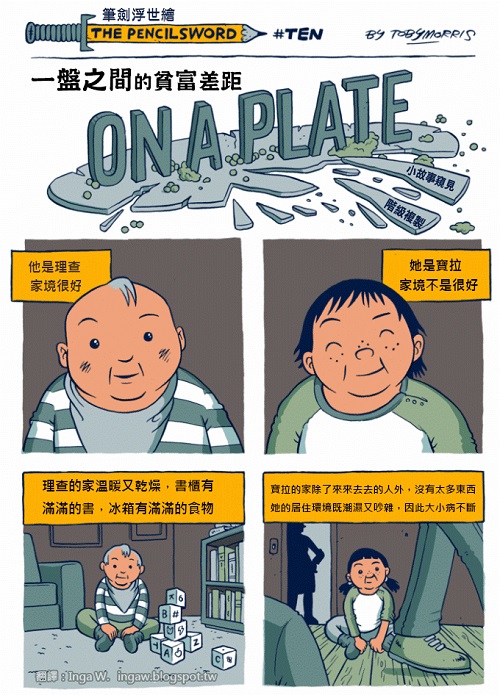 筆劍浮世繪
THE PENCILSWORD #TEN BY TOBYMORRIS
一盤之間的貧富差距
ON A PLATE
小故事窺見
階級複製
他是理查
家境很好
她是寶拉
家境不是很好
理查的家溫暖又乾燥，書櫃有
滿滿的書，冰箱有滿滿的食物
寶拉的家除了來來去去的人外，沒有太多東西
她的居住環境既潮濕又吵雜，因此大小病不斷
翻譯：Inga W. ingaw.blogspot.tw